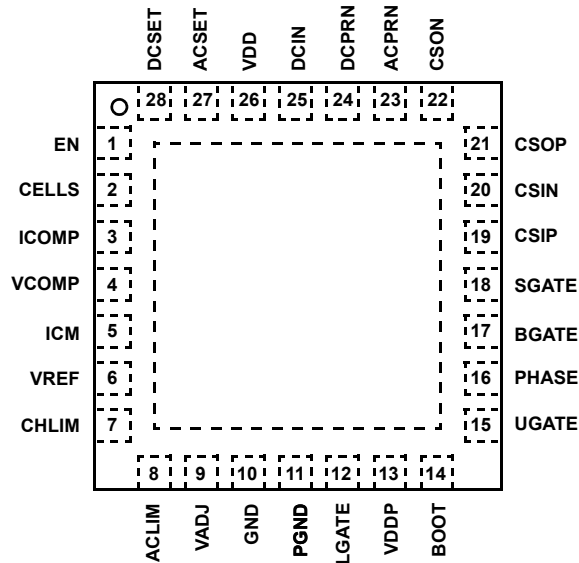 DCSET
ACSET
VDD
DCIN
DCPRN
ACPRN
CSON
28
27
26
25
24
23
22
EN 1
CELLS 2
ICOMP 3
VCOMP 4
ICM 5
VREF 6
CHLIM 7
21 CSOP
20 CSIN
19 CSIP
18 SGATE
17 BGATE
16 PHASE
15 UGATE
8
9
10
11
12
13
14
ACLIM
VADJ
GND
PGND
LGATE
VDDP
BOOT